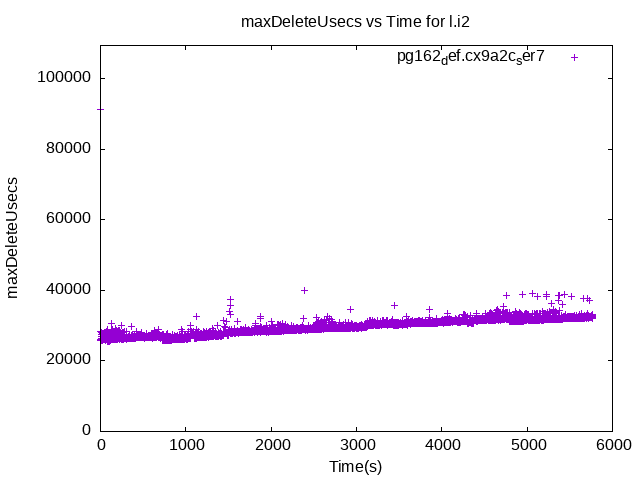 maxDeleteUsecs vs Time for l.i2
pg162def.cx9a2cser7
100000
80000
60000
40000
20000
0
maxDeleteUsecs
0 1000 2000 3000 4000 5000 6000
Time(s)